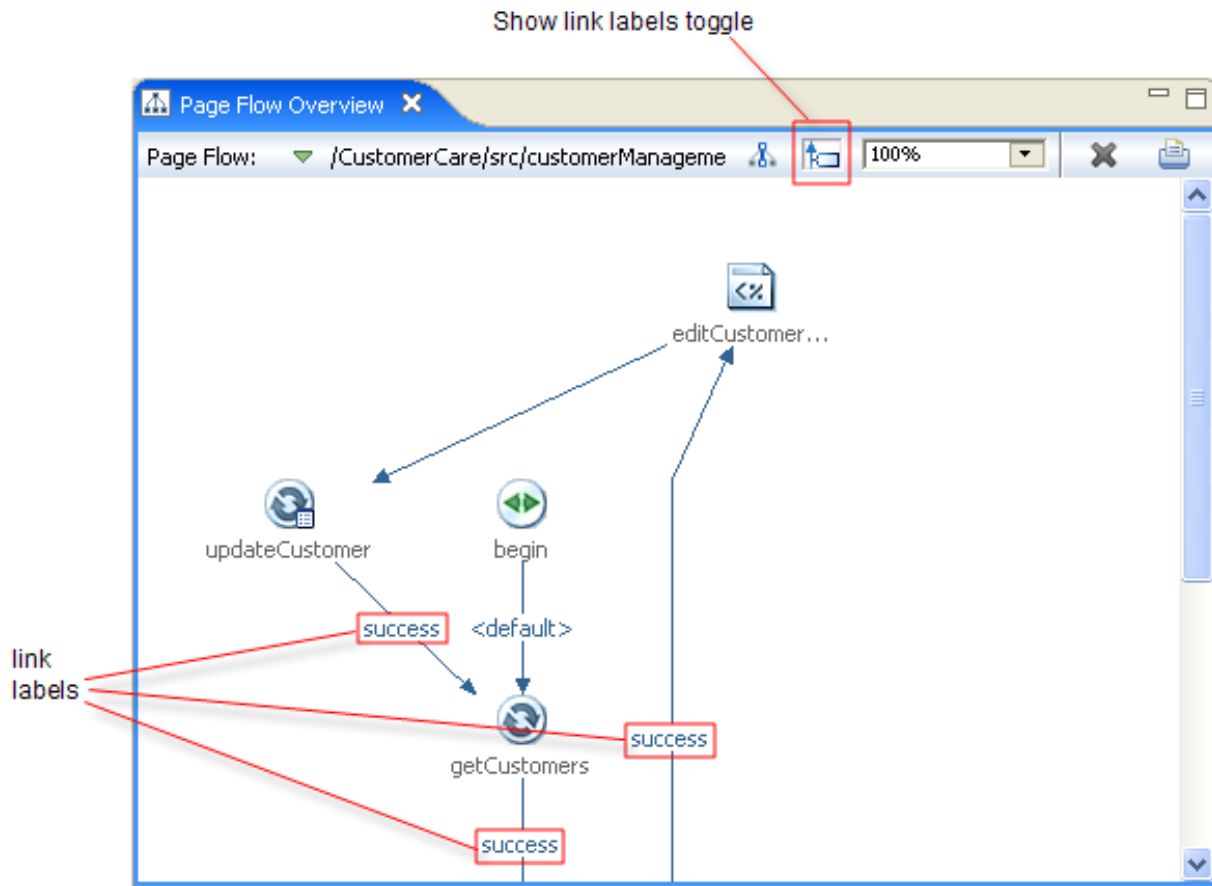 Show link labels toggle
Page Flow Overview
Page Flow: /CustomerCare/src/customerManageme 100%
<%
editCustomer...
updateCustomer
begin
success
<default>
link
labels
success
getCustomers
success